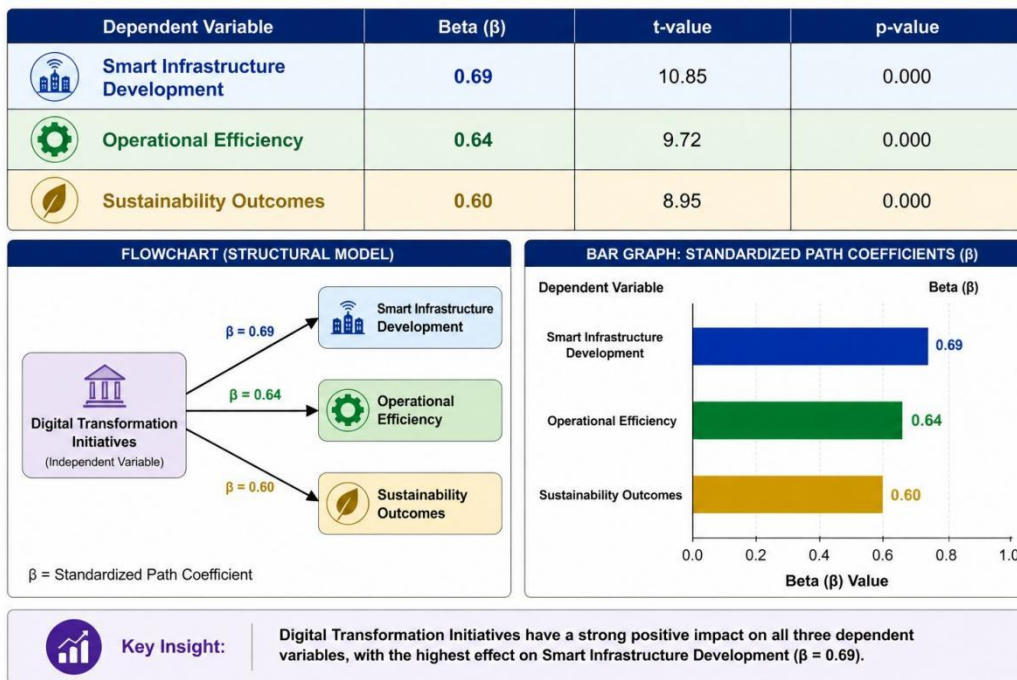 Dependent Variable Beta (β) t-value p-value
Smart Infrastructure
Development
0.69 10.85 0.000
Operational Efficiency 0.64 9.72 0.000
Sustainability Outcomes 0.60 8.95 0.000
FLOWCHART (STRUCTURAL MODEL)
Smart Infrastructure
Development
β = 0.69
Digital Transformation
Initiatives
(Independent Variable)
β = 0.64
Operational
Efficiency
β = 0.60
Sustainability
Outcomes
β = Standardized Path Coefficient
BAR GRAPH: STANDARDIZED PATH COEFFICIENTS (β)
Dependent Variable Beta (β)
Smart Infrastructure
Development
0.69
Operational Efficiency 0.64
Sustainability Outcomes 0.60
0.0 0.2 0.4 0.6 0.8 1.0
Beta (β) Value
Key Insight:
Digital Transformation Initiatives have a strong positive impact on all three dependent
variables, with the highest effect on Smart Infrastructure Development (β = 0.69).